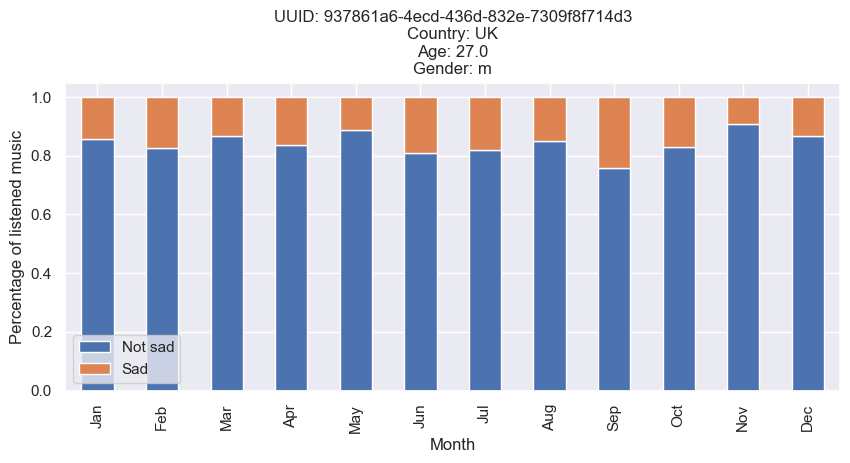 UUID: 937861a6-4ecd-436d-832e-7309f8f714d3
Country: UK
Age: 27.0
Gender: m
Percentage of listened music
1.0
0.8
0.6
0.4
0.2
0.0
Not sad
Sad
Jan
Feb
Mar
Apr
May
Jun
Jul
Aug
Sep
Oct
Nov
Dec
Month